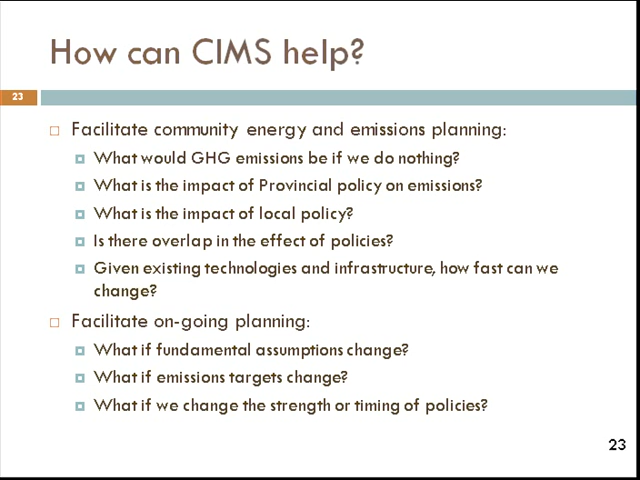 How can CIMS help?
23
Facilitate community energy and emissions planning:
What would GHG emissions be if we do nothing?
What is the impact of Provincial policy on emissions?
What is the impact of local policy?
Is there overlap in the effect of policies?
Given existing technologies and infrastructure, how fast can we
change?
Facilitate on-going planning:
What if fundamental assumptions change?
What if emissions targets change?
What if we change the strength or timing of policies?
23